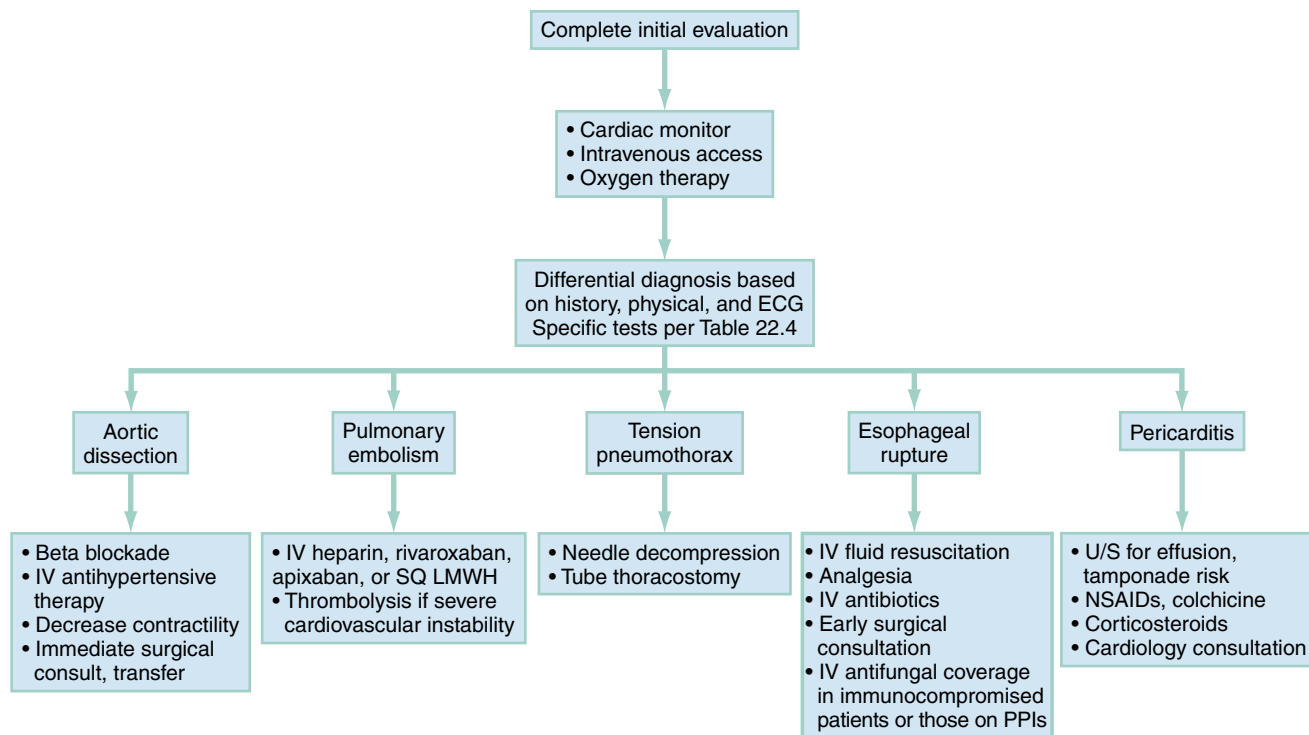 Complete initial evaluation
• Cardiac monitor
• Intravenous access
• Oxygen therapy
Differential diagnosis based
on history, physical, and ECG
Specific tests per Table 22.4
Aortic
dissection
Pulmonary
embolism
Tension
pneumothorax
Esophageal
rupture
Pericarditis
• Beta blockade
• IV antihypertensive
therapy
• Decrease contractility
• Immediate surgical
consult, transfer
• IV heparin, rivaroxaban,
apixaban, or SQ LMWH
• Thrombolysis if severe
cardiovascular instability
• Needle decompression
• Tube thoracostomy
• IV fluid resuscitation
• Analgesia
• IV antibiotics
• Early surgical
consultation
• IV antifungal coverage
in immunocompromised
patients or those on PPIs
• U/S for effusion,
tamponade risk
• NSAIDs, colchicine
• Corticosteroids
• Cardiology consultation